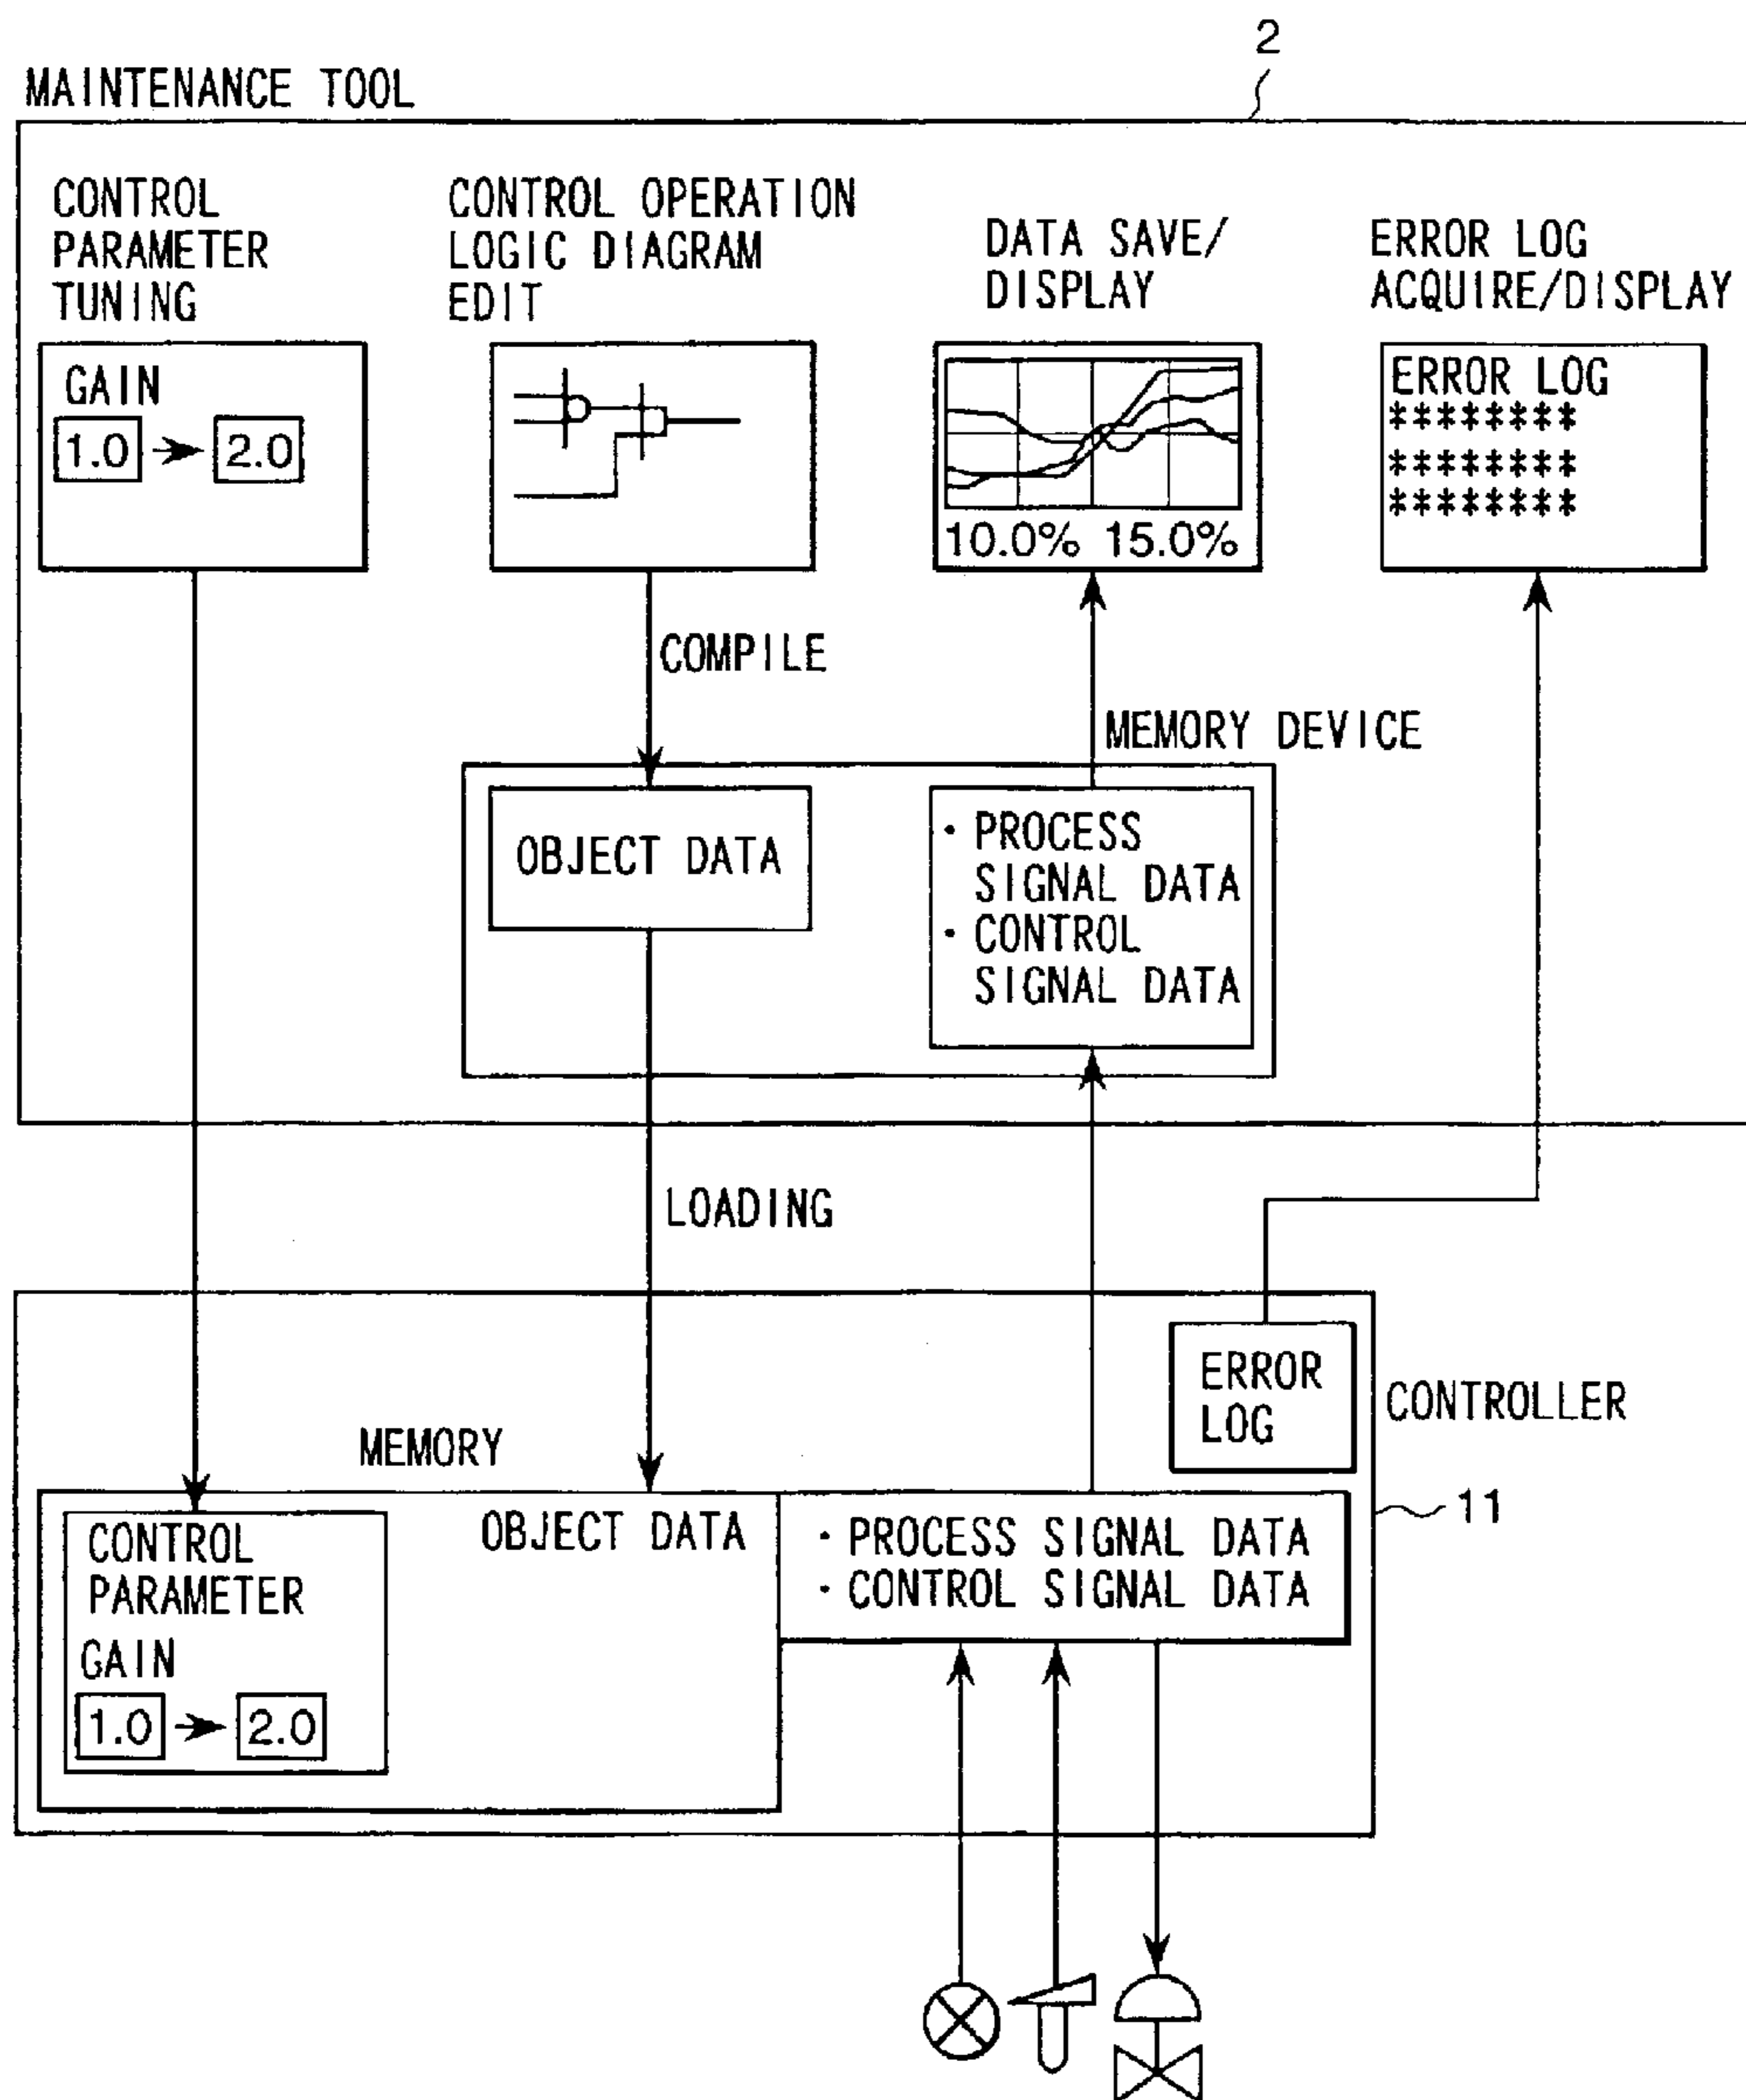 2
MAINTENANCE TOOL
CONTROL
PARAMETER
TUNING
CONTROL OPERATION
LOGIC DIAGRAM
EDIT
DATA SAVE/
DISPLAY
ERROR LOG
ACQUIRE/DISPLAY
GAIN
1.0 2.0
10.0% 15.0%
ERROR LOG
********
********
********
COMPILE
MEMORY DEVICE
OBJECT DATA
· PROCESS
SIGNAL DATA
· CONTROL
SIGNAL DATA
LOADING
ERROR
LOG
CONTROLLER
MEMORY
11
CONTROL
PARAMETER
GAIN
1.0 2.0
OBJECT DATA
· PROCESS SIGNAL DATA
· CONTROL SIGNAL DATA